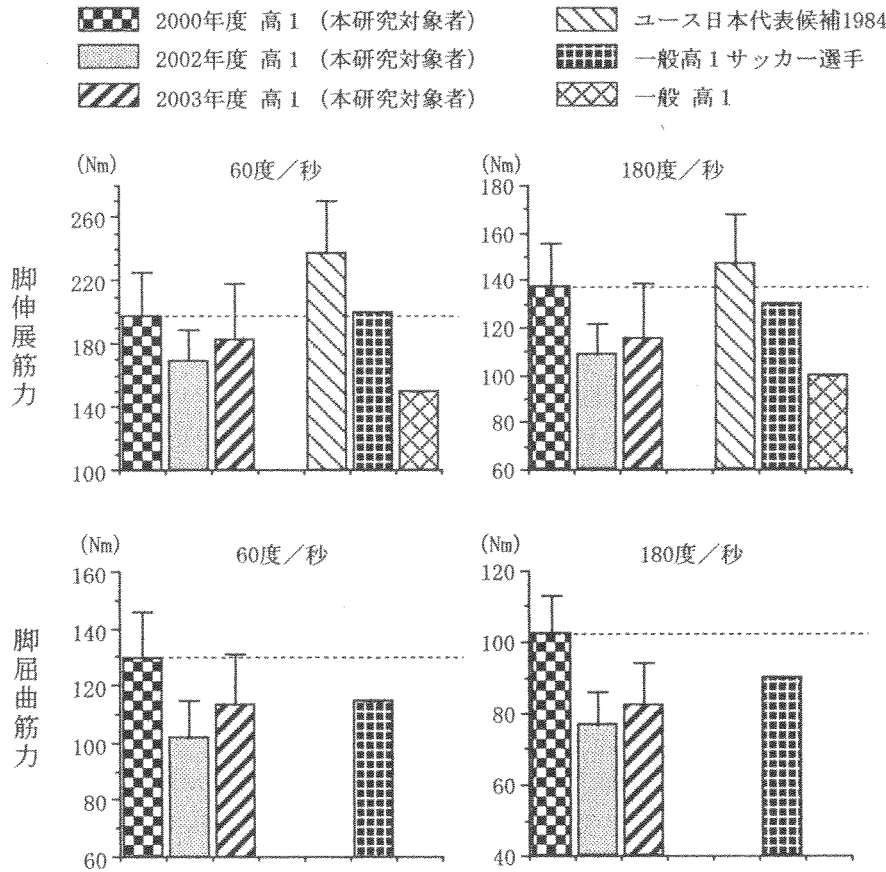 2000年度 高1 (本研究対象者)
2002年度 高1 (本研究対象者)
2003年度 高1 (本研究対象者)
ユース日本代表候補1984
一般高1サッカー選手
一般 高1
脚伸展筋力
(Nm)
60度/秒
260
220
180
140
100
(Nm)
180度/秒
180
160
140
120
100
80
60
脚屈曲筋力
(Nm)
60度/秒
160
140
120
100
80
60
(Nm)
180度/秒
120
100
80
60
40